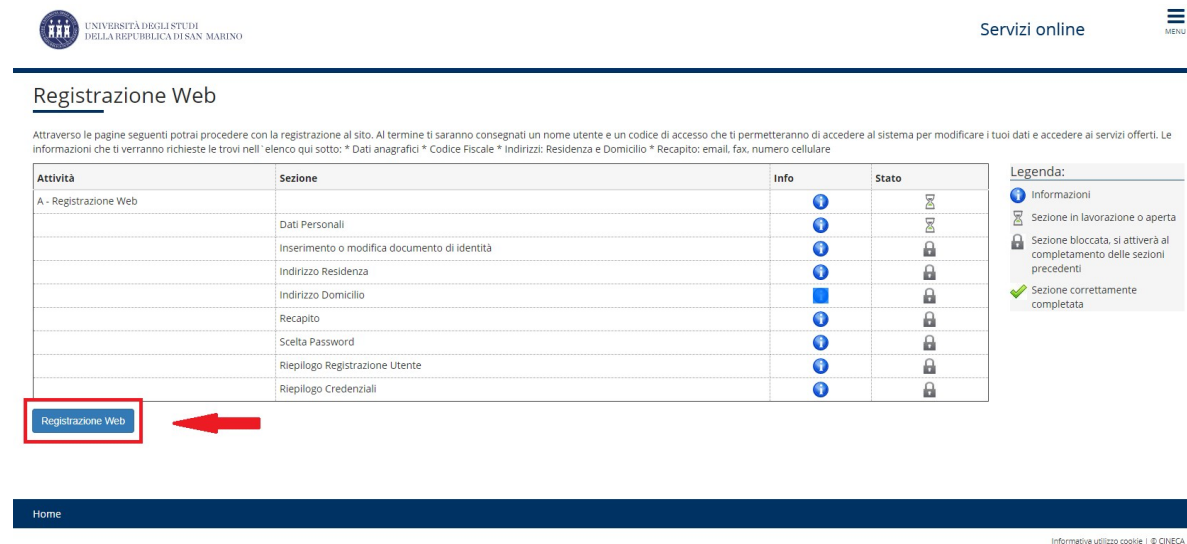 UNIVERSITÀ DEGLI STUDI
DELLA REPUBBLICA DI SAN MARINO
Servizi online
MENU
Registrazione Web
Attraverso le pagine seguenti potrai procedere con la registrazione al sito. Al termine ti saranno consegnati un nome utente e un codice di accesso che ti permetteranno di accedere al sistema per modificare i tuoi dati e accedere ai servizi offerti. Le
informazioni che ti verranno richieste le trovi nell`elenco qui sotto: * Dati anagrafici * Codice Fiscale * Indirizzi: Residenza e Domicilio * Recapito: email, fax, numero cellulare
Attività Sezione Info Stato
A - Registrazione Web
Dati Personali
Inserimento o modifica documento di identità
Indirizzo Residenza
Indirizzo Domicilio
Recapito
Scelta Password
Riepilogo Registrazione Utente
Riepilogo Credenziali
Legenda:
Informazioni
Sezione in lavorazione o aperta
Sezione bloccata, si attiverà al
completamento delle sezioni
precedenti
Sezione correttamente
completata
Registrazione Web
Home
Informativa utilizzo cookie | © CINECA